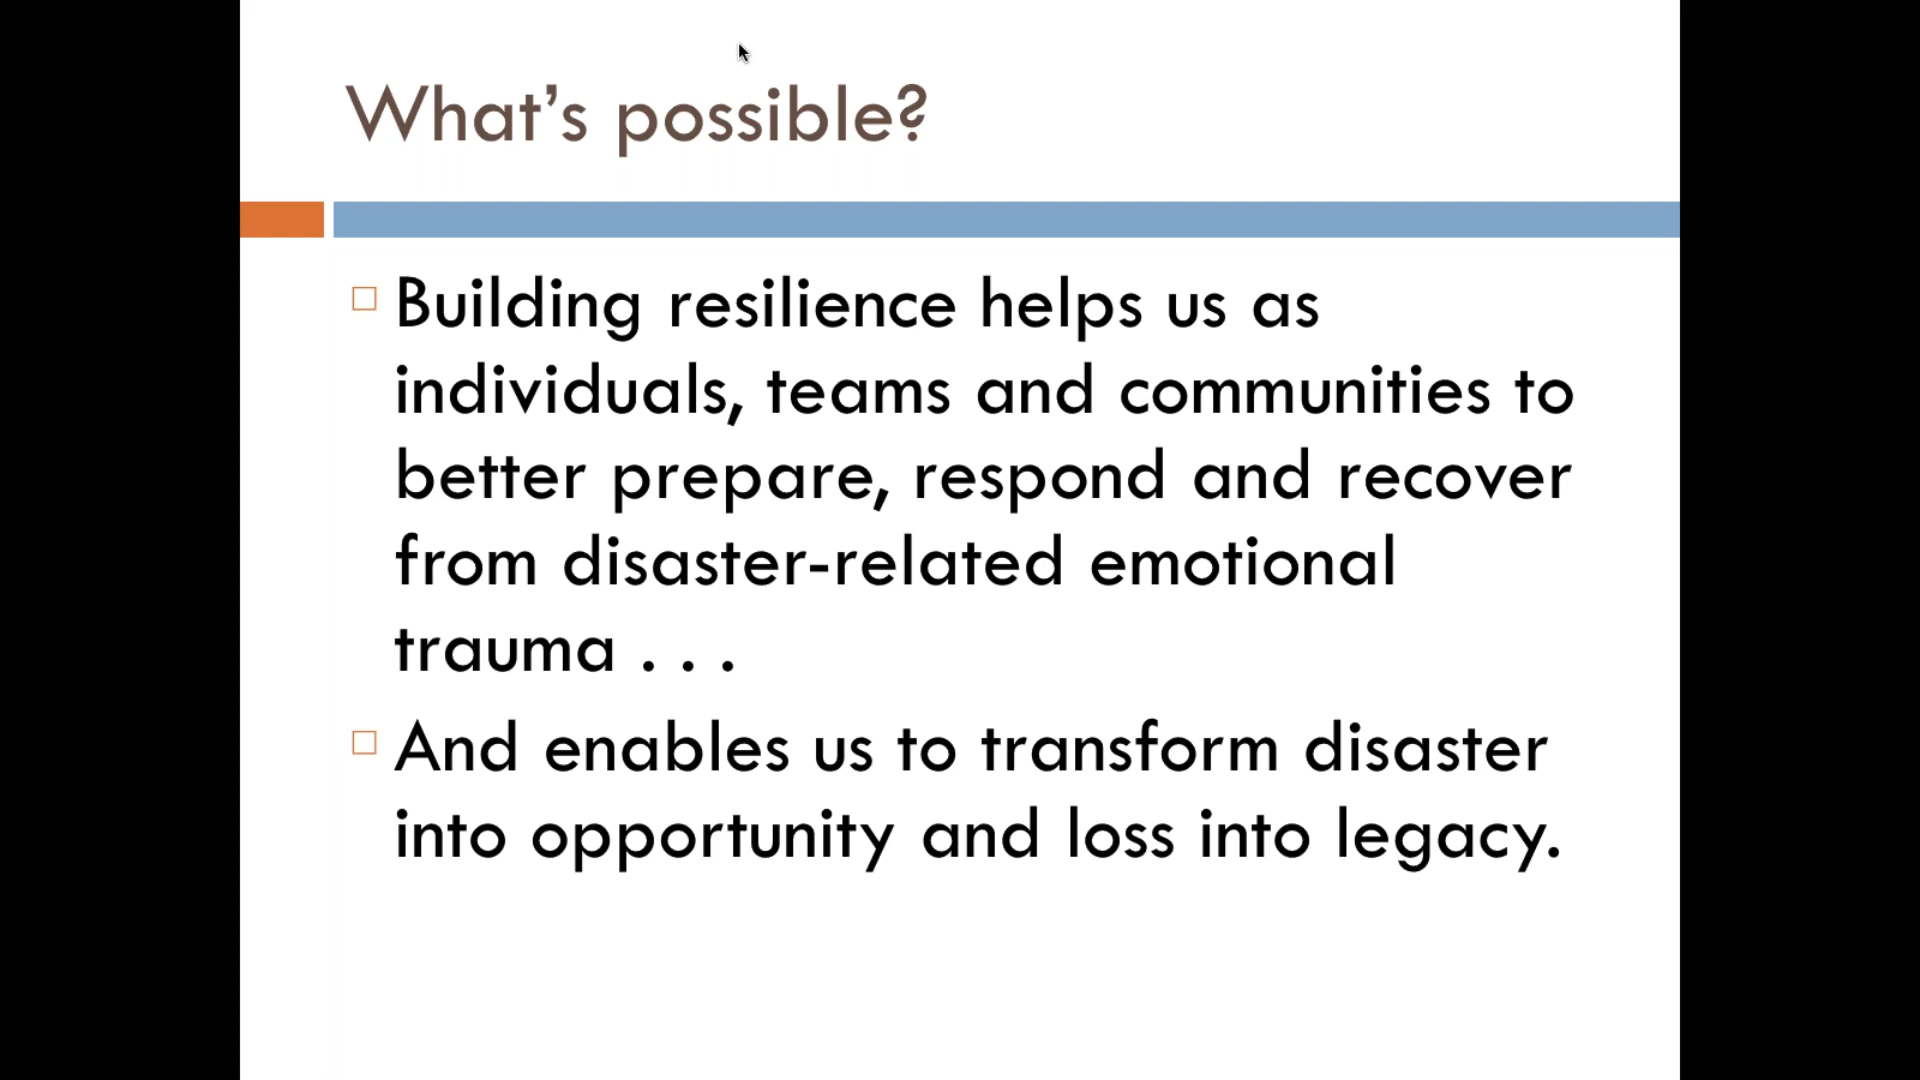 What’s possible?
Building resilience helps us as
individuals, teams and communities to
better prepare, respond and recover
from disaster-related emotional
trauma . . .
And enables us to transform disaster
into opportunity and loss into legacy.